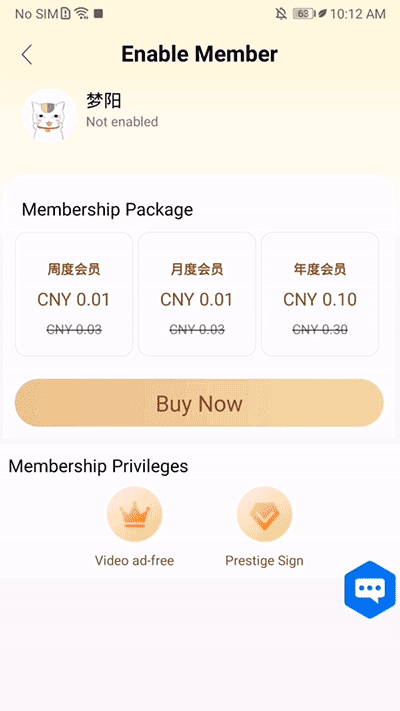 No SIM 63 10:12 AM
Enable Member
梦阳
Not enabled
Membership Package
周度会员 月度会员 年度会员
CNY 0.01 CNY 0.01 CNY 0.10
CNY 0.03 CNY 0.03 CNY 0.30
Buy Now
Membership Privileges
Video ad-free Prestige Sign